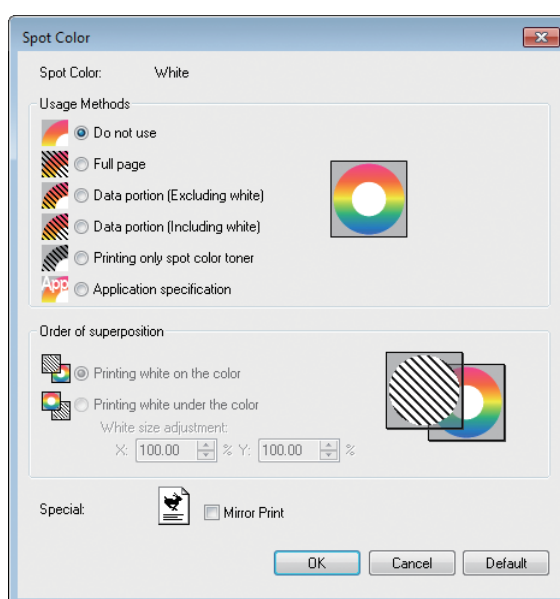 Spot Color
Spot Color: White
Usage Methods
Do not use
Full page
Data portion (Excluding white)
Data portion (Including white)
Printing only spot color toner
App
Application specification
Order of superposition
Printing white on the color
Printing white under the color
White size adjustment:
X: 100.00 % Y: 100.00 %
Special: Mirror Print
OK Cancel Default